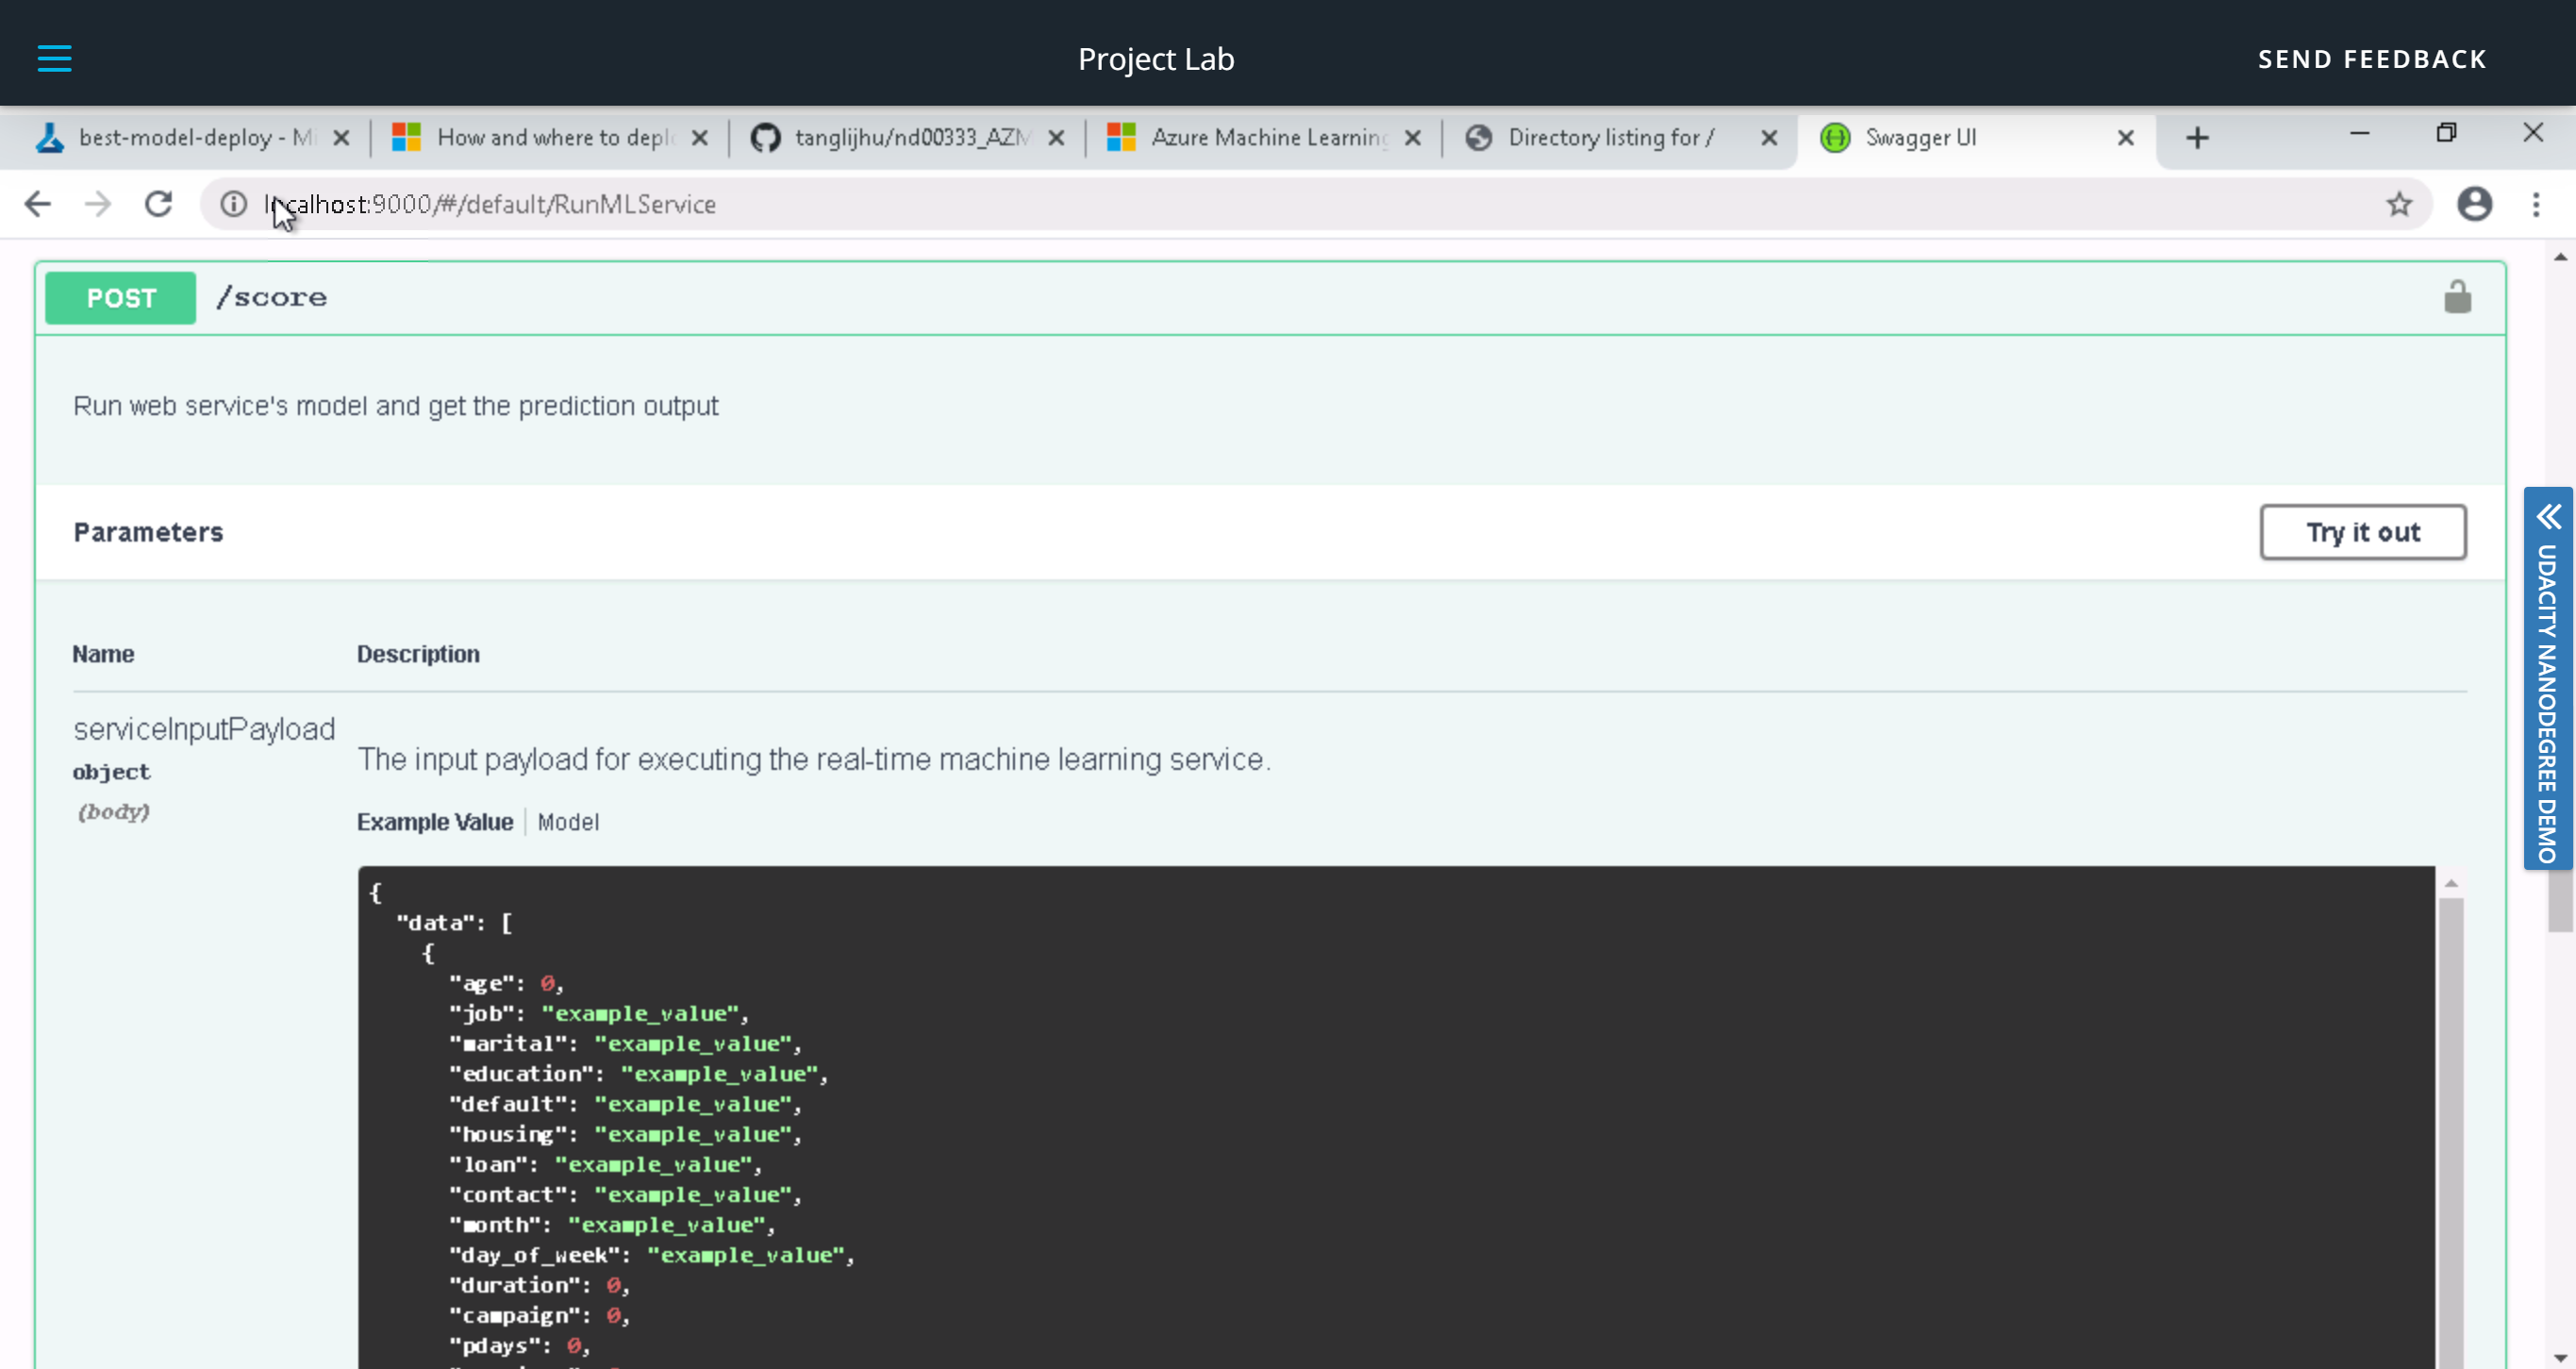 Project Lab
SEND FEEDBACK
best-model-deploy - Mi
How and where to deplo
tanglijhu/nd00333_AZM
Azure Machine Learning
Directory listing for /
Swagger UI
localhost:9000/#/default/RunMLService
POST /score
Run web service's model and get the prediction output
Parameters
Try it out
Name Description
serviceInputPayload
object
(body)
The input payload for executing the real-time machine learning service.
Example Value | Model
{
"data": [
{
"age": 0,
"job": "example_value",
"marital": "example_value",
"education": "example_value",
"default": "example_value",
"housing": "example_value",
"loan": "example_value",
"contact": "example_value",
"month": "example_value",
"day_of_week": "example_value",
"duration": 0,
"campaign": 0,
"pdays": 0,
UDACITY NANODEGREE DEMO